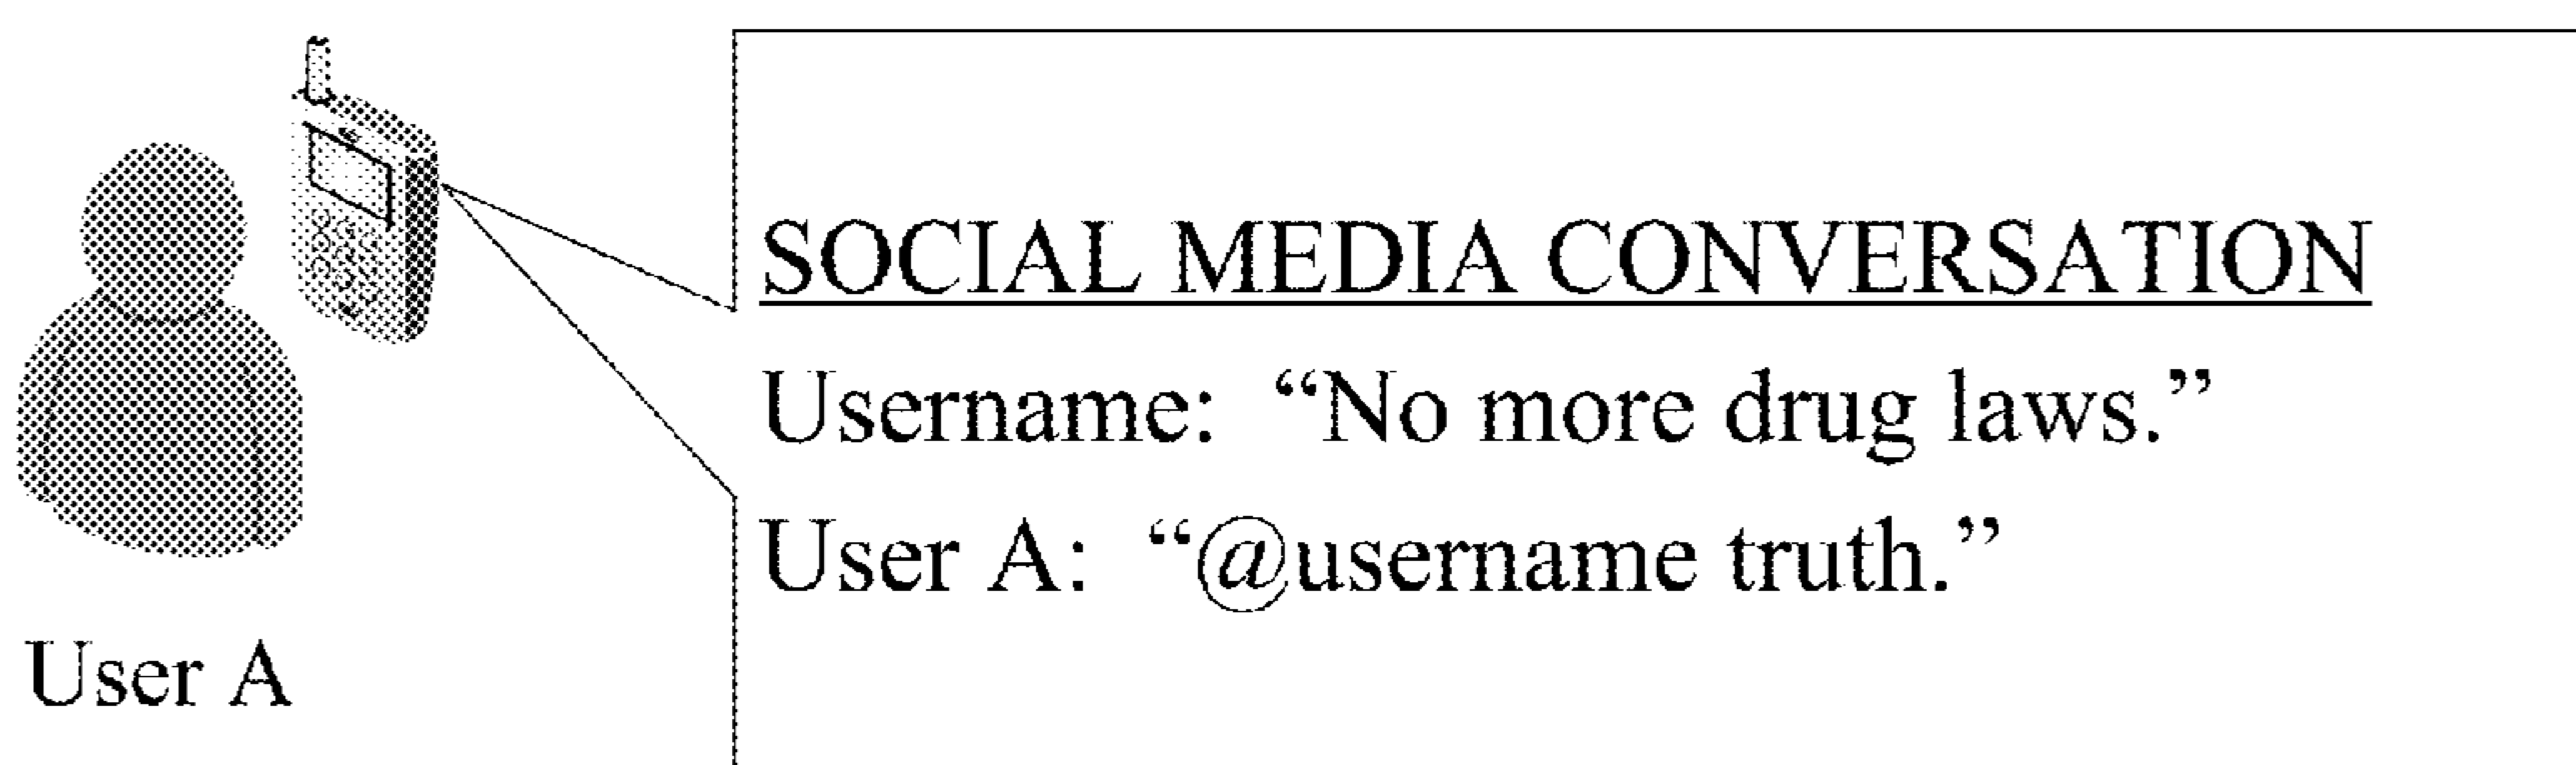 SOCIAL MEDIA CONVERSATION
Username: “No more drug laws.”
User A: “@username truth.”
User A